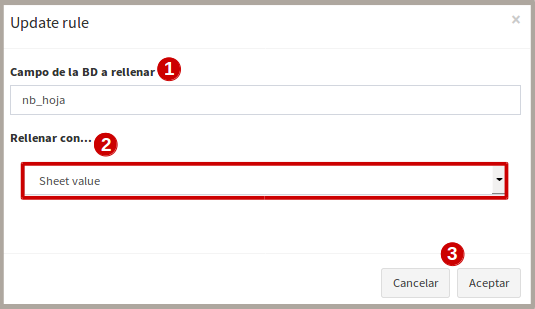 Update rule ×
Campo de la BD a rellenar 1
nb_hoja
Rellenar con... 2
Sheet value
3
Cancelar Aceptar